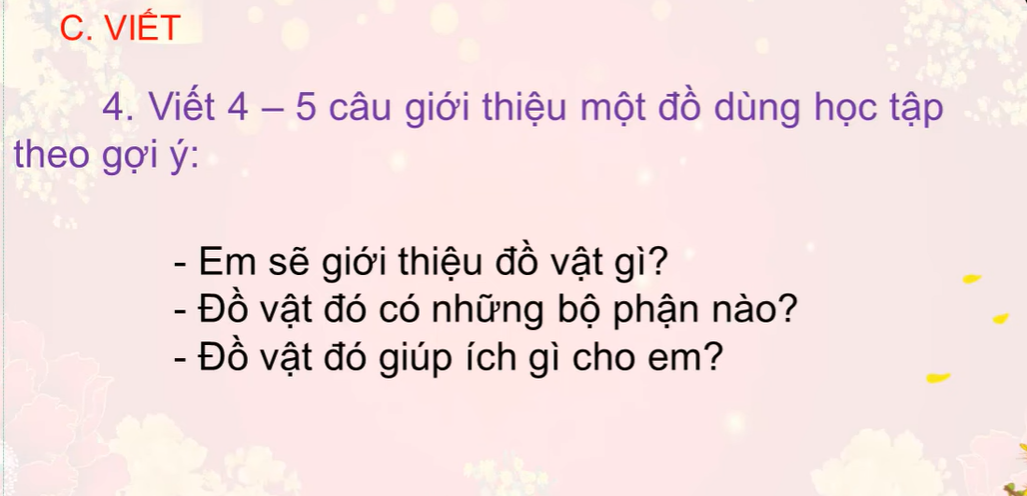 C. VIẾT
4. Viết 4 – 5 câu giới thiệu một đồ dùng học tập
theo gợi ý:
- Em sẽ giới thiệu đồ vật gì?
- Đồ vật đó có những bộ phận nào?
- Đồ vật đó giúp ích gì cho em?